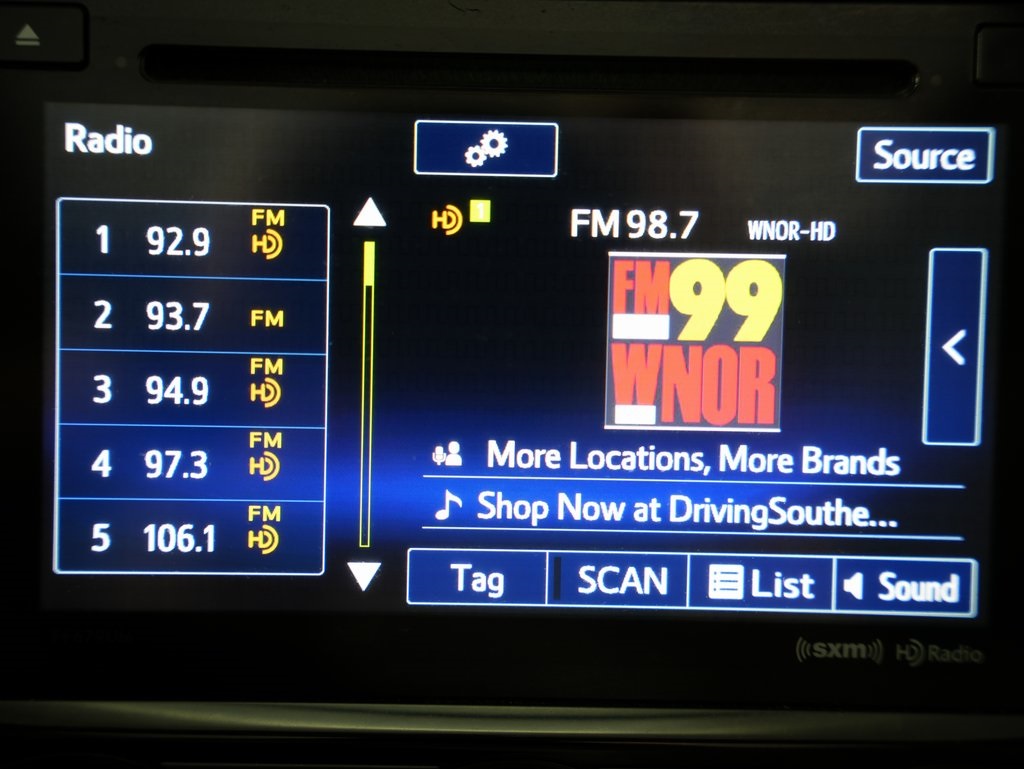 Radio
Source
1 92.9 FM HD
2 93.7 FM
3 94.9 FM HD
4 97.3 FM HD
5 106.1 FM HD
HD 1 FM 98.7 WNOR-HD
FM99
WNOR
More Locations, More Brands
Shop Now at DrivingSouthe...
Tag SCAN List Sound
((sxm)) HD Radio